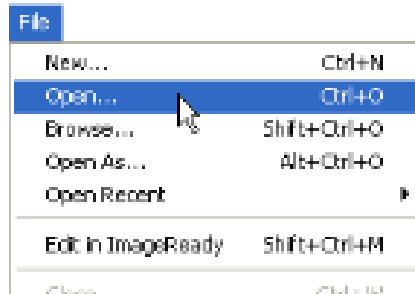 File
New... Ctrl+N
Open... Ctrl+O
Browse... Shift+Ctrl+O
Open As... Alt+Ctrl+O
Open Recent
Edit in ImageReady Shift+Ctrl+M